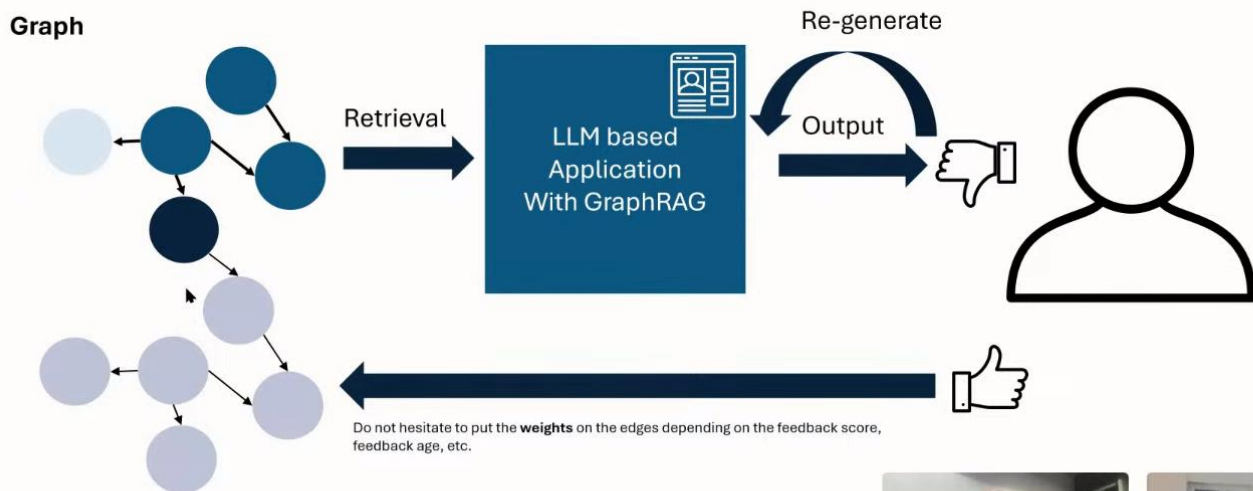 Graph
Re-generate
Retrieval
Output
LLM based
Application
With GraphRAG
Do not hesitate to put the weights on the edges depending on the feedback score,
feedback age, etc.